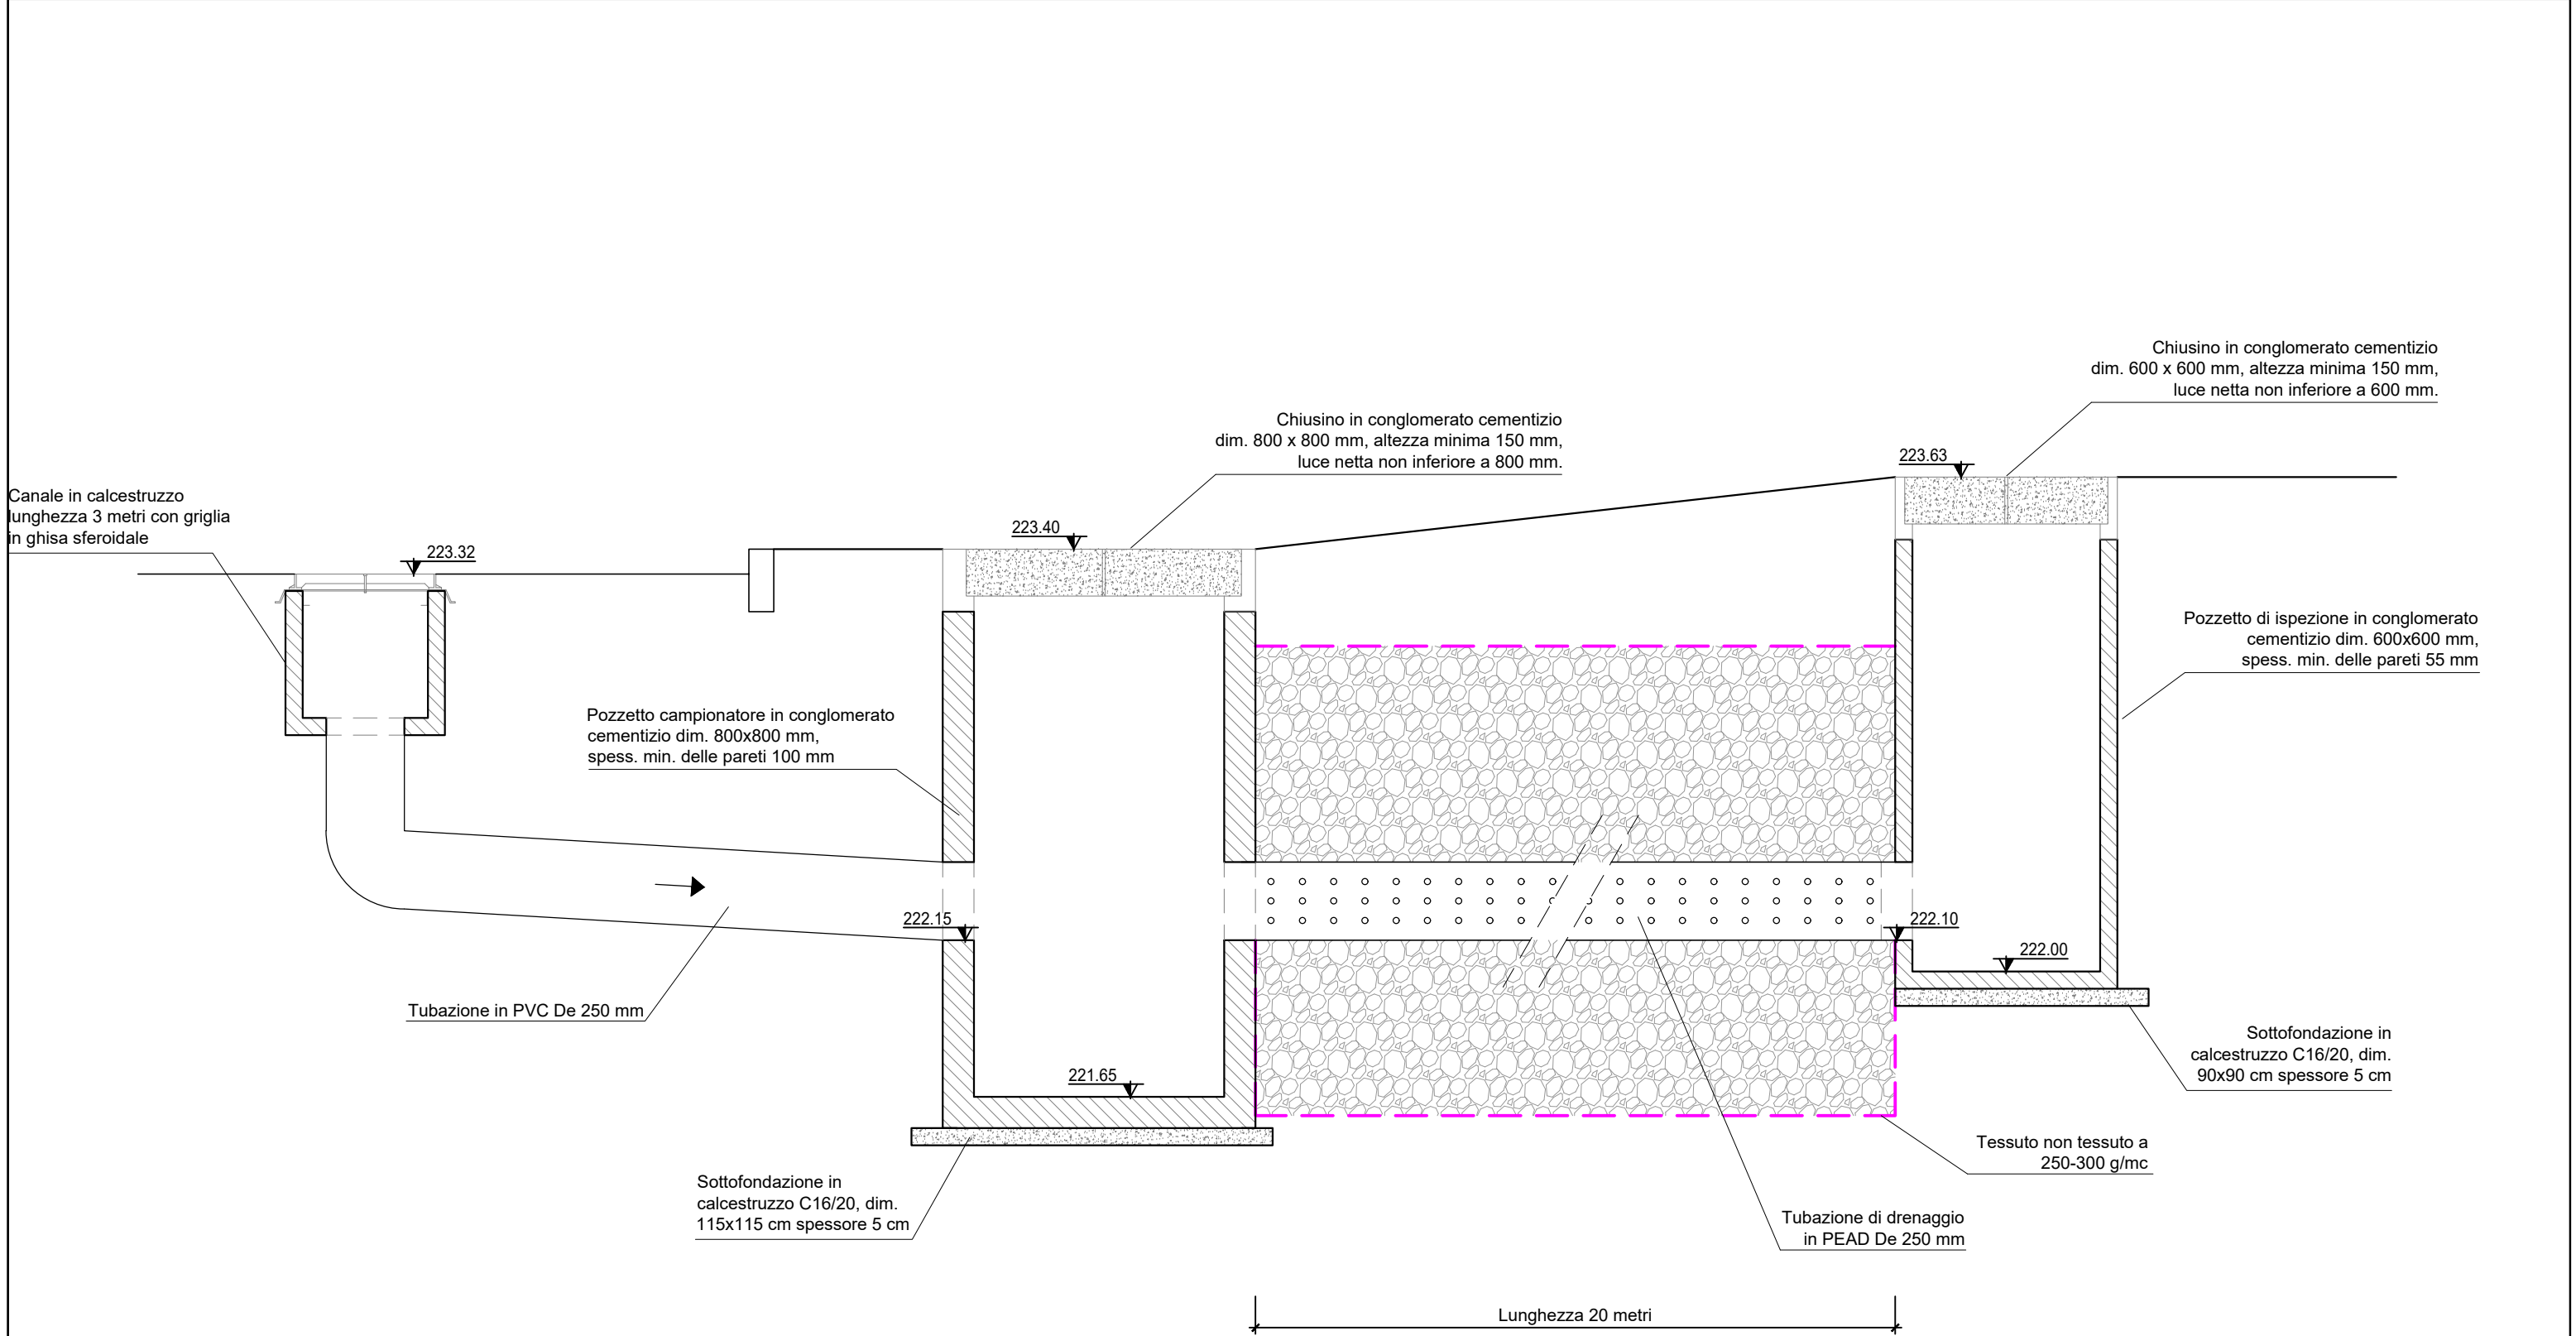 Chiusino in conglomerato cementizio
dim. 600 x 600 mm, altezza minima 150 mm,
luce netta non inferiore a 600 mm.
Chiusino in conglomerato cementizio
dim. 800 x 800 mm, altezza minima 150 mm,
luce netta non inferiore a 800 mm.
223.63
Canale in calcestruzzo
lunghezza 3 metri con griglia
in ghisa sferoidale
223.40
223.32
Pozzetto di ispezione in conglomerato
cementizio dim. 600x600 mm,
spess. min. delle pareti 55 mm
Pozzetto campionatore in conglomerato
cementizio dim. 800x800 mm,
spess. min. delle pareti 100 mm
222.15
222.10
222.00
Tubazione in PVC De 250 mm
Sottofondazione in
calcestruzzo C16/20, dim.
90x90 cm spessore 5 cm
221.65
Tessuto non tessuto a
250-300 g/mc
Sottofondazione in
calcestruzzo C16/20, dim.
115x115 cm spessore 5 cm
Tubazione di drenaggio
in PEAD De 250 mm
Lunghezza 20 metri